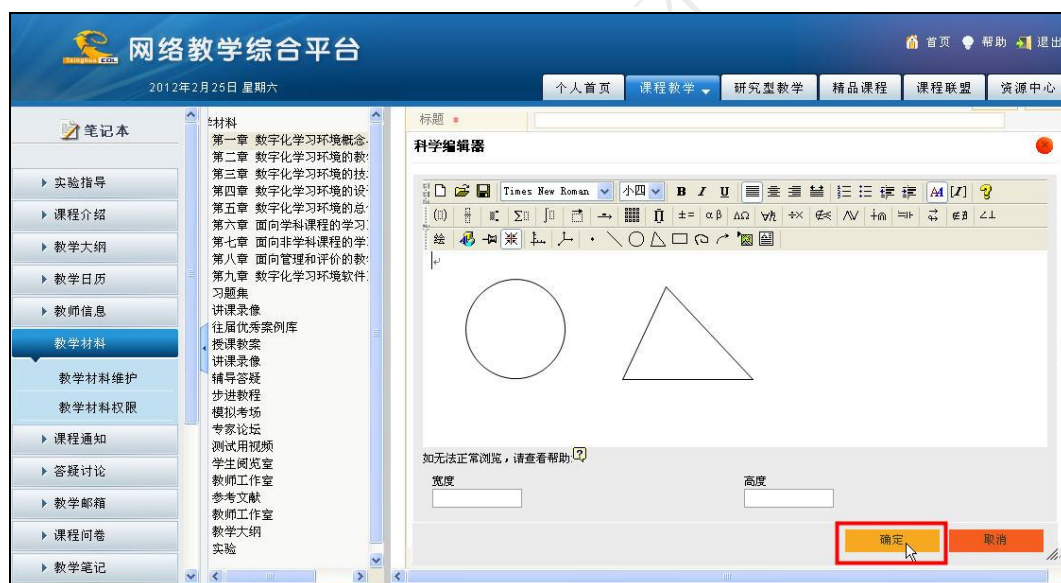 网络教学综合平台
首页 帮助 退出
2012年2月25日 星期六
个人首页 课程教学 研究型教学 精品课程 课程联盟 资源中心
笔记本
实验指导
课程介绍
教学大纲
教学日历
教师信息
教学材料
教学材料维护
教学材料权限
课程通知
答疑讨论
教学邮箱
课程问卷
教学笔记
材料
第一章 数字化学习环境概念
第二章 数字化学习环境的教
第三章 数字化学习环境的技
第四章 数字化学习环境的设
第五章 数字化学习环境的总
第六章 面向学科课程的学习
第七章 面向非学科课程的学
第八章 面向管理和评价的教
第九章 数字化学习环境软件
习题集
讲课录像
往届优秀案例库
授课教案
讲课录像
辅导答疑
步进教程
模拟考场
专家论坛
测试用视频
学生阅览室
教师工作室
参考文献
教师工作室
教学大纲
实验
标题 *
科学编辑器
Times New Roman 小四 B I U
绘
如无法正常浏览，请查看帮助:
宽度 高度
确定 取消